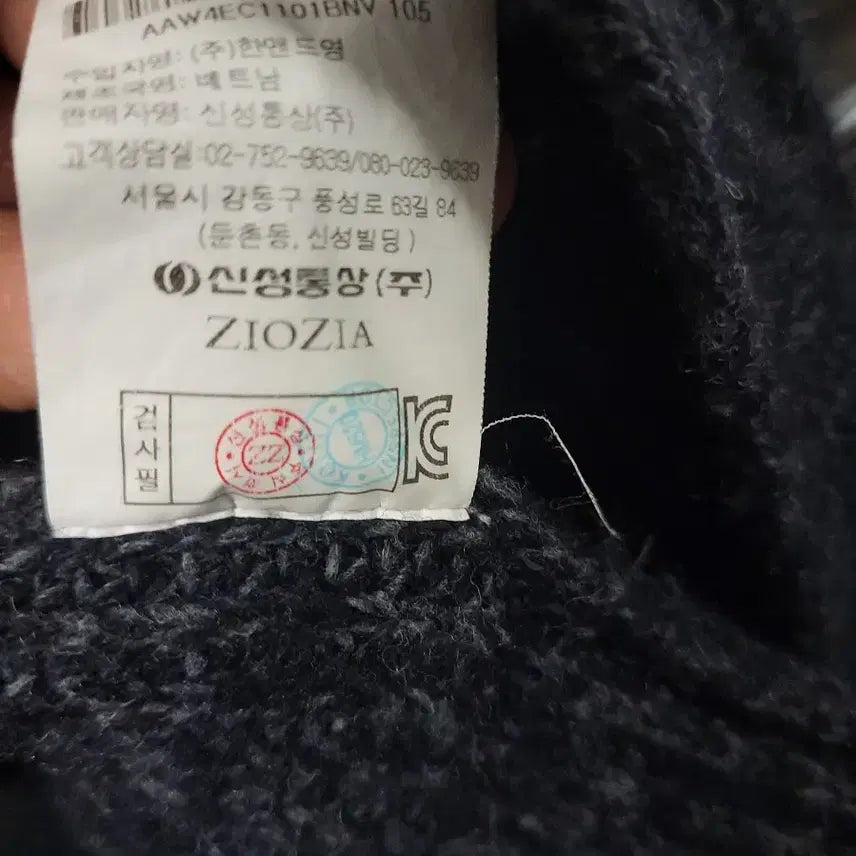 AAW4EC1101BNV 105
수입자명: (주)한맨드영
제조국명: 베트남
판매자명: 신성통상(주)
고객상담실:02-752-9639/080-023-9639
서울시 강동구 풍성로 63길 84
(둔촌동, 신성빌딩)
신성통상(주)
ZIOZIA
검사필
ZZ
KC